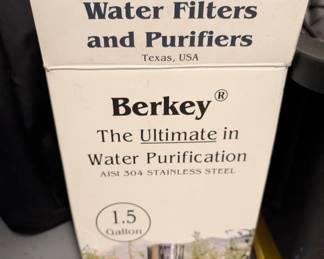 Water Filters
and Purifiers
Texas, USA
Berkey®
The Ultimate in
Water Purification
AISI 304 STAINLESS STEEL
1.5
Gallon